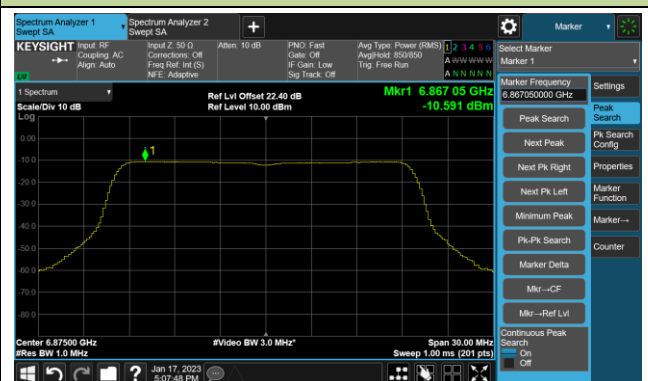 Spectrum Analyzer 1
Swept SA
Spectrum Analyzer 2
Swept SA
Marker
KEYSIGHT
Input: RF
Coupling: AC
Align: Auto
Input Z: 50 Ω
Corrections: Off
Freq Ref: Int (S)
NFE: Adaptive
Atten: 10 dB
PNO: Fast
Gate: Off
IF Gain: Low
Sig Track: Off
Avg Type: Power (RMS)
Avg|Hold: 850/850
Trig: Free Run
1 2 3 4 5 6
A W W W W W
A N N N N N
LXI
Select Marker
Marker 1
1 Spectrum
Scale/Div 10 dB
Log
Ref Lvl Offset 22.40 dB
Ref Level 10.00 dBm
Mkr1 6.867 05 GHz
-10.591 dBm
1
0.00
-10.0
-20.0
-30.0
-40.0
-50.0
-60.0
-70.0
-80.0
Center 6.87500 GHz
#Res BW 1.0 MHz
#Video BW 3.0 MHz*
Span 30.00 MHz
Sweep 1.00 ms (201 pts)
Marker Frequency
6.867050000 GHz
Peak Search
Next Peak
Next Pk Right
Next Pk Left
Minimum Peak
Pk-Pk Search
Marker Delta
Mkr→CF
Mkr→Ref Lvl
Continuous Peak
Search
On
Off
Settings
Peak
Search
Pk Search
Config
Properties
Marker
Function
Marker→
Counter
?
Jan 17, 2023
5:07:48 PM